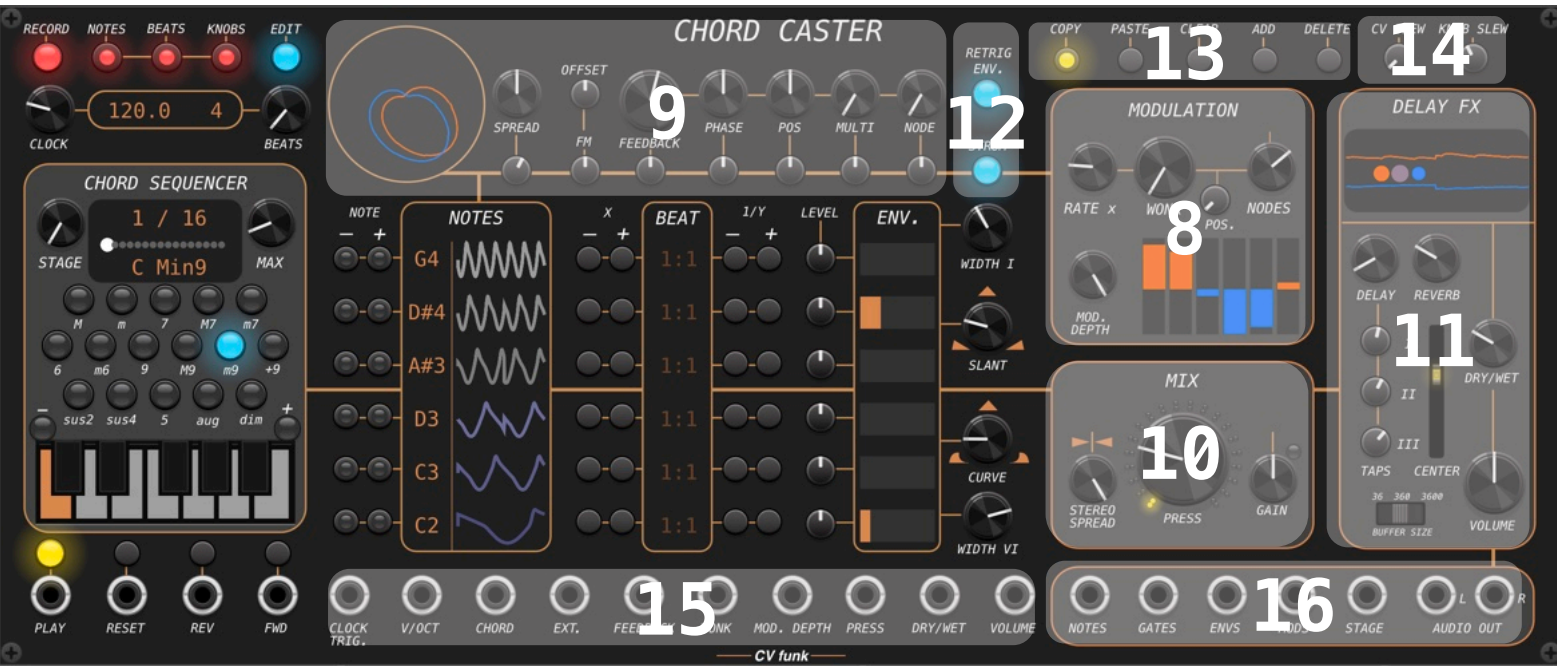 RECORD NOTES BEATS KNOBS EDIT
CHORD CASTER
COPY PASTE ADD DELETE
13
14
RETRIG
ENV.
OFFSET
120.0 4
CLOCK BEATS
SPREAD
9
PHASE POS MULTI NODE
12
FM FEEDBACK
MODULATION
DELAY FX
CHORD SEQUENCER
1 / 16
C Min9
STAGE MAX
M m 7 M7 m7
6 m6 9 M9 m9 +9
sus2 sus4 5 aug dim
− +
NOTE NOTES X BEAT 1/Y LEVEL ENV.
− + − + − +
G4 1:1
D#4 1:1
A#3 1:1
D3 1:1
C3 1:1
C2 1:1
WIDTH I
SLANT
CURVE
WIDTH VI
RATE x NODES
8
POS.
MOD.
DEPTH
DELAY REVERB
11
DRY/WET
II
III
TAPS CENTER
36 360 3600
BUFFER SIZE
VOLUME
MIX
10
STEREO
SPREAD
PRESS
GAIN
PLAY RESET REV FWD
15
CLOCK
TRIG.
V/OCT CHORD EXT. MOD. DEPTH PRESS DRY/WET VOLUME
16
NOTES GATES ENVS STAGE AUDIO OUT
L R
CV funk